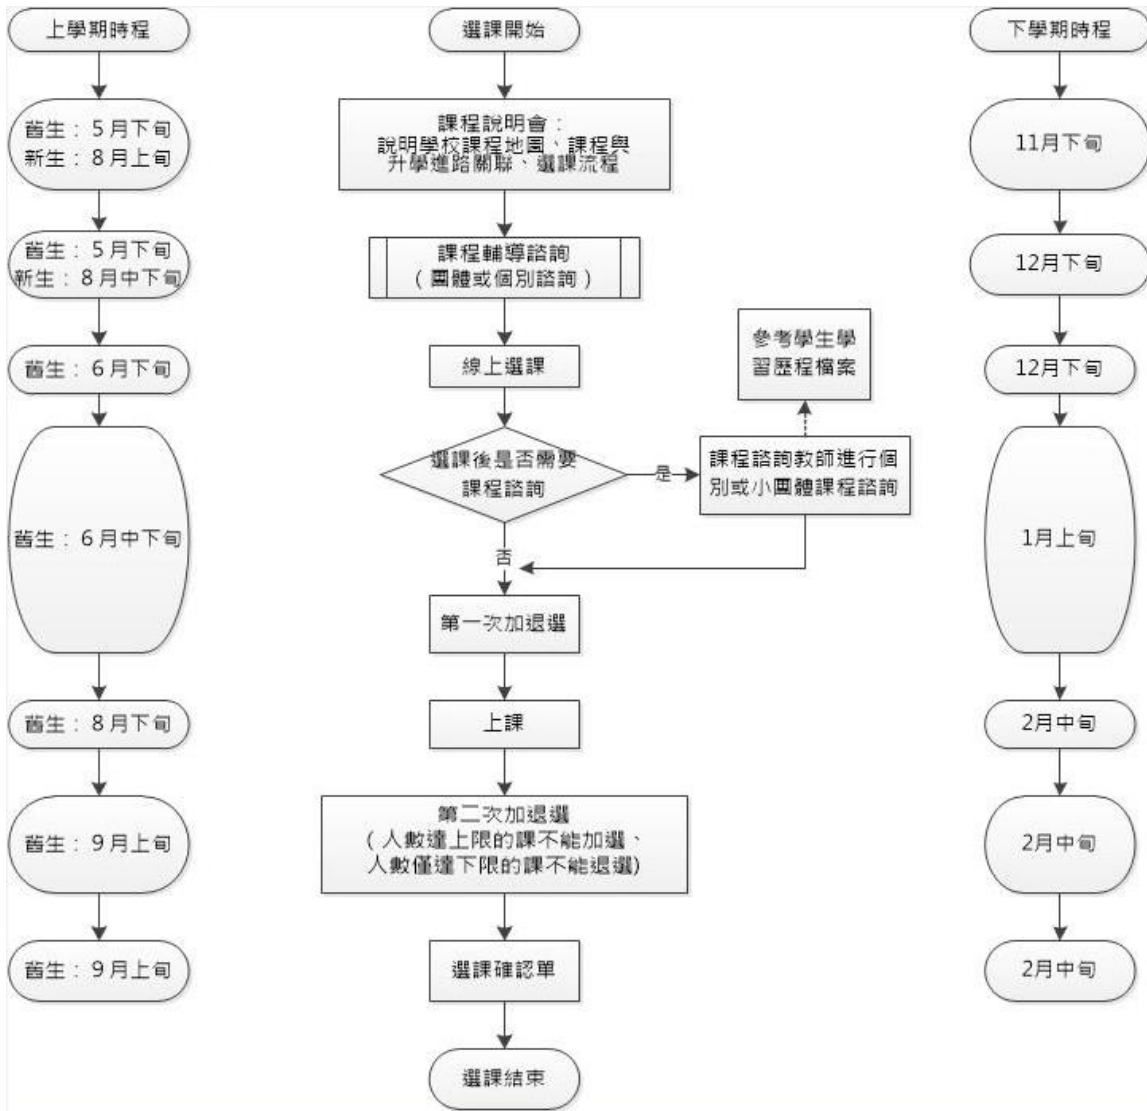 上學期時程
選課開始
下學期時程
舊生：5月下旬
新生：8月上旬
課程說明會：
說明學校課程地圖、課程與
升學進路關聯、選課流程
11月下旬
舊生：5月下旬
新生：8月中下旬
課程輔導諮詢
（團體或個別諮詢）
12月下旬
舊生：6月下旬
線上選課
參考學生學
習歷程檔案
12月下旬
選課後是否需要
課程諮詢
是
課程諮詢教師進行個
別或小團體課程諮詢
舊生：6月中下旬
1月上旬
否
第一次加退選
舊生：8月下旬
上課
2月中旬
舊生：9月上旬
第二次加退選
（人數達上限的課不能加選、
人數僅達下限的課不能退選)
2月中旬
舊生：9月上旬
選課確認單
2月中旬
選課結束